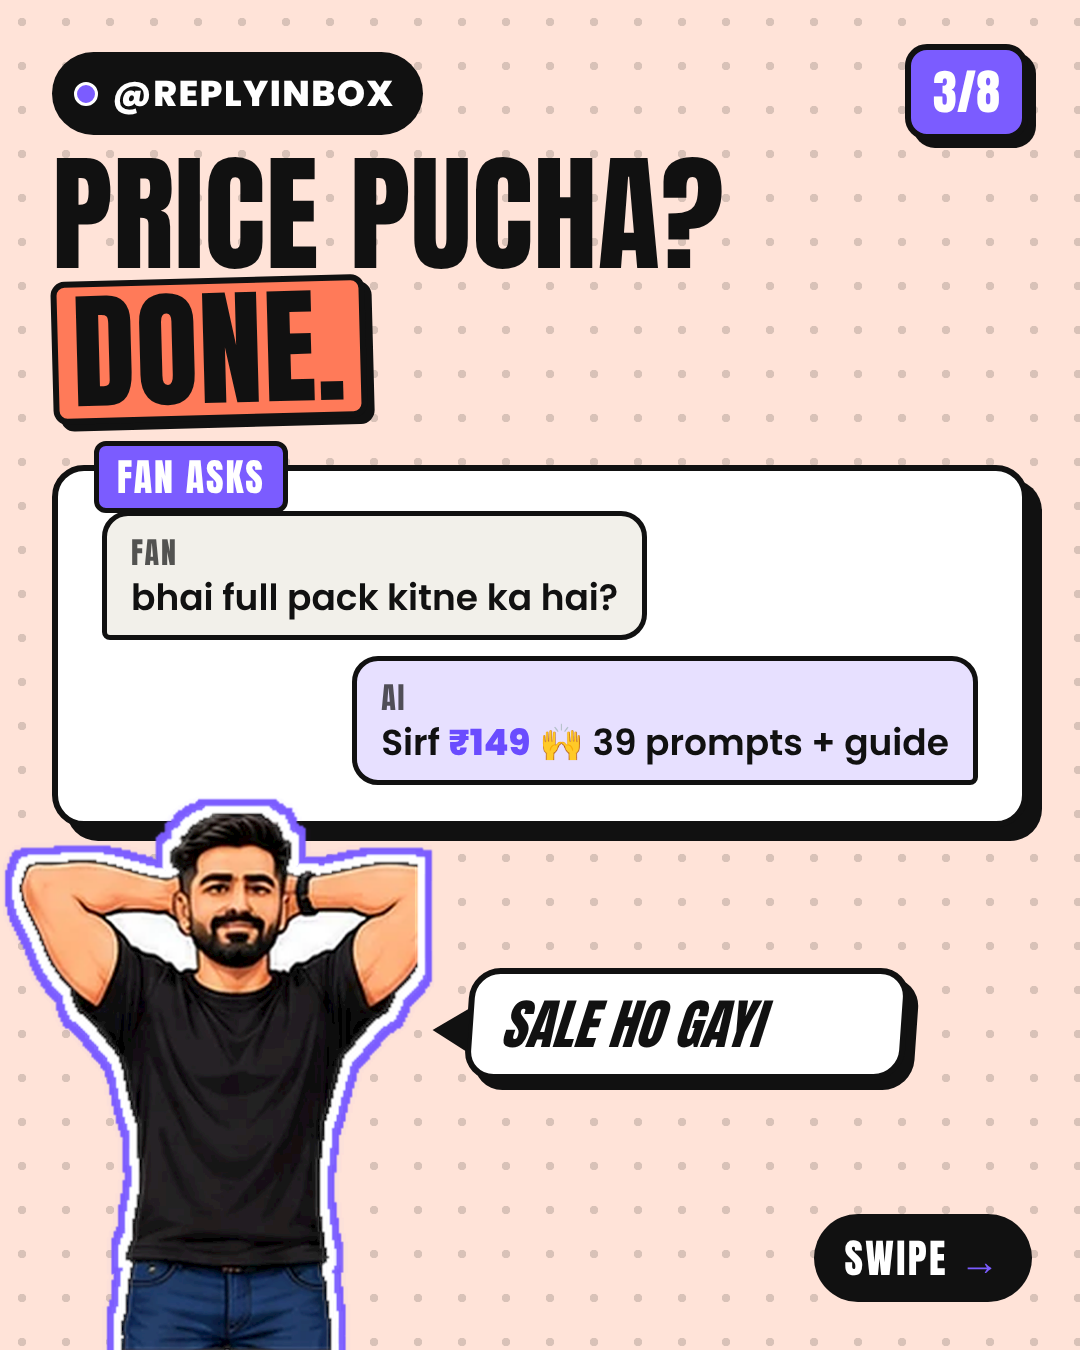 @REPLYINBOX
3/8
PRICE PUCHA?
DONE.
FAN ASKS
FAN
bhai full pack kitne ka hai?
AI
Sirf ₹149 🙌 39 prompts + guide
SALE HO GAYI
SWIPE →